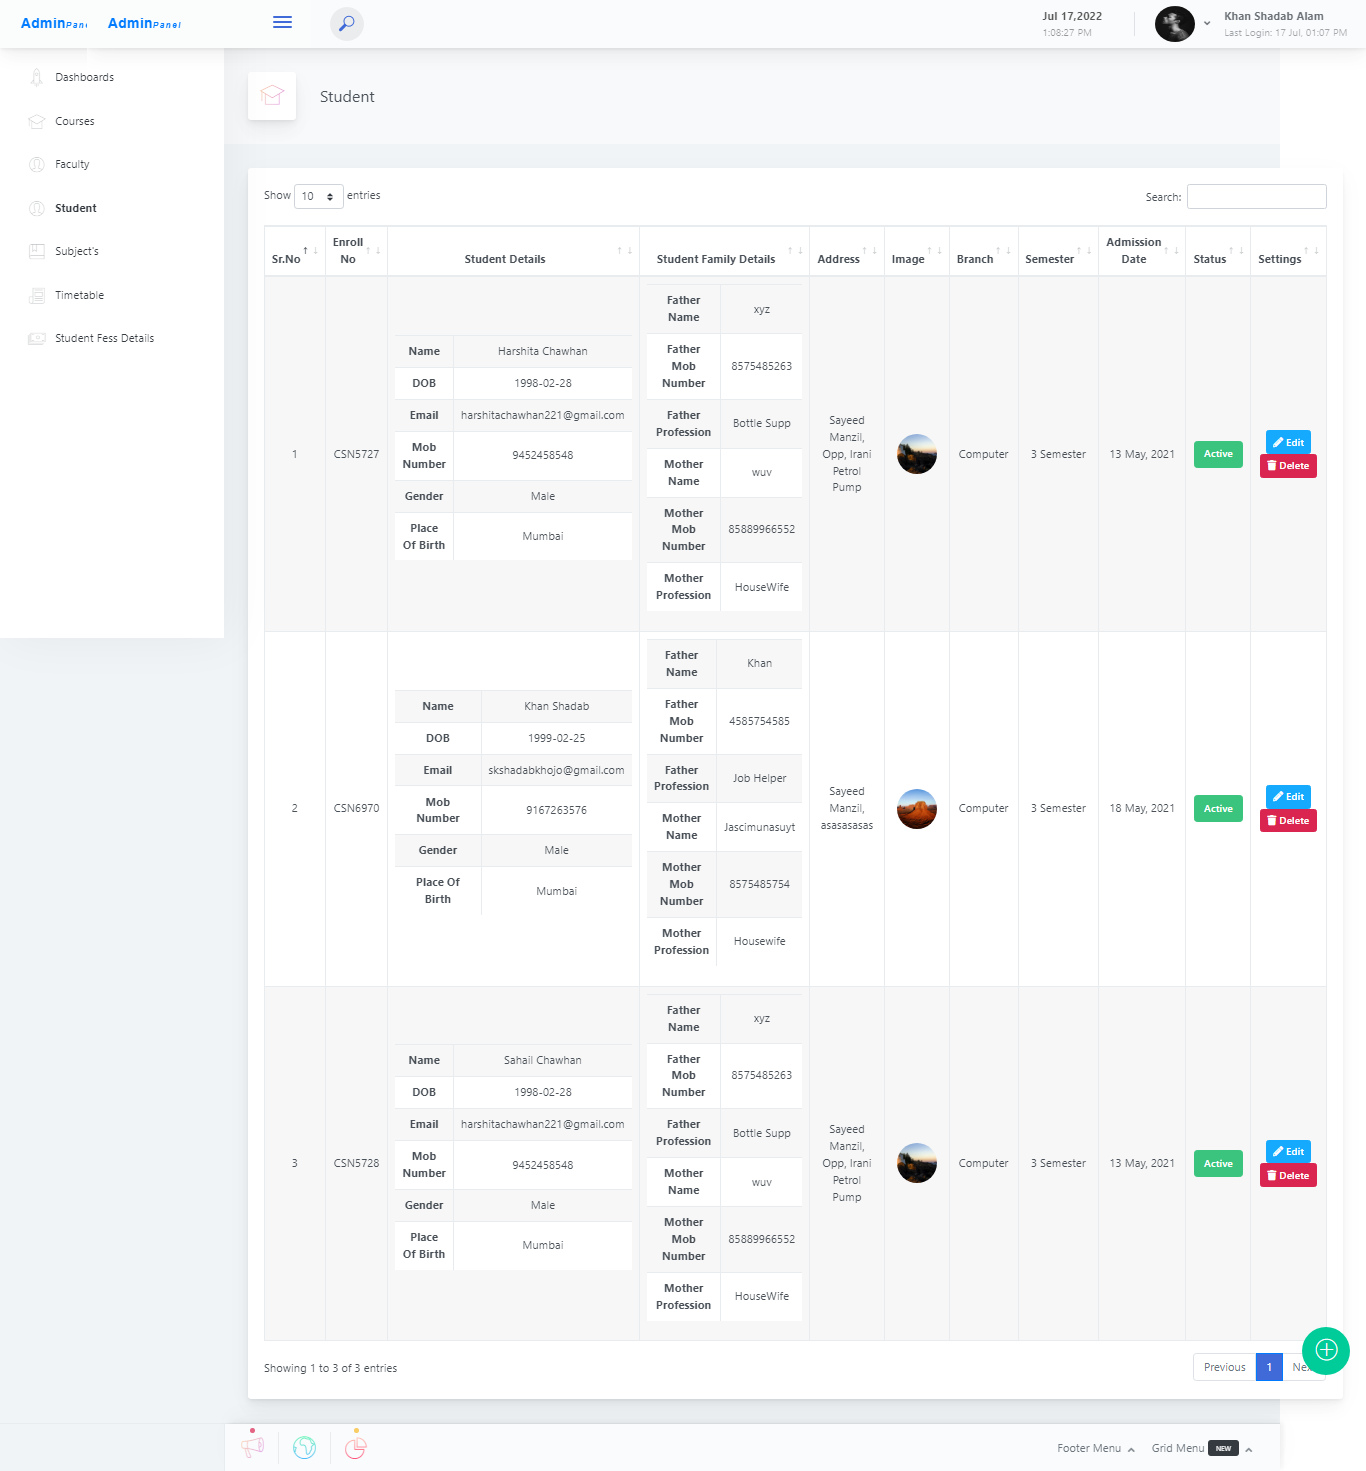 AdminPan AdminPanel
Jul 17,2022
1:08:27 PM
Khan Shadab Alam
Last Login: 17 Jul, 01:07 PM
Dashboards
Courses
Faculty
Student
Subject's
Timetable
Student Fess Details
Student
Show 10 entries
Search:
Sr.No
Enroll
No
Student Details
Student Family Details
Address
Image
Branch
Semester
Admission
Date
Status
Settings
1
CSN5727
Name Harshita Chawhan
DOB 1998-02-28
Email harshitachawhan221@gmail.com
Mob
Number
9452458548
Gender Male
Place
Of Birth
Mumbai
Father
Name
xyz
Father
Mob
Number
8575485263
Father
Profession
Bottle Supp
Mother
Name
wuv
Mother
Mob
Number
85889966552
Mother
Profession
HouseWife
Sayeed
Manzil,
Opp, Irani
Petrol
Pump
Computer
3 Semester
13 May, 2021
Active
Edit
Delete
2
CSN6970
Name Khan Shadab
DOB 1999-02-25
Email skshadabkhojo@gmail.com
Mob
Number
9167263576
Gender Male
Place Of
Birth
Mumbai
Father
Name
Khan
Father
Mob
Number
4585754585
Father
Profession
Job Helper
Mother
Name
Jascimunasuyt
Mother
Mob
Number
8575485754
Mother
Profession
Housewife
Sayeed
Manzil,
asasasasas
Computer
3 Semester
18 May, 2021
Active
Edit
Delete
3
CSN5728
Name Sahail Chawhan
DOB 1998-02-28
Email harshitachawhan221@gmail.com
Mob
Number
9452458548
Gender Male
Place
Of Birth
Mumbai
Father
Name
xyz
Father
Mob
Number
8575485263
Father
Profession
Bottle Supp
Mother
Name
wuv
Mother
Mob
Number
85889966552
Mother
Profession
HouseWife
Sayeed
Manzil,
Opp, Irani
Petrol
Pump
Computer
3 Semester
13 May, 2021
Active
Edit
Delete
Showing 1 to 3 of 3 entries
Previous 1
Footer Menu
Grid Menu NEW